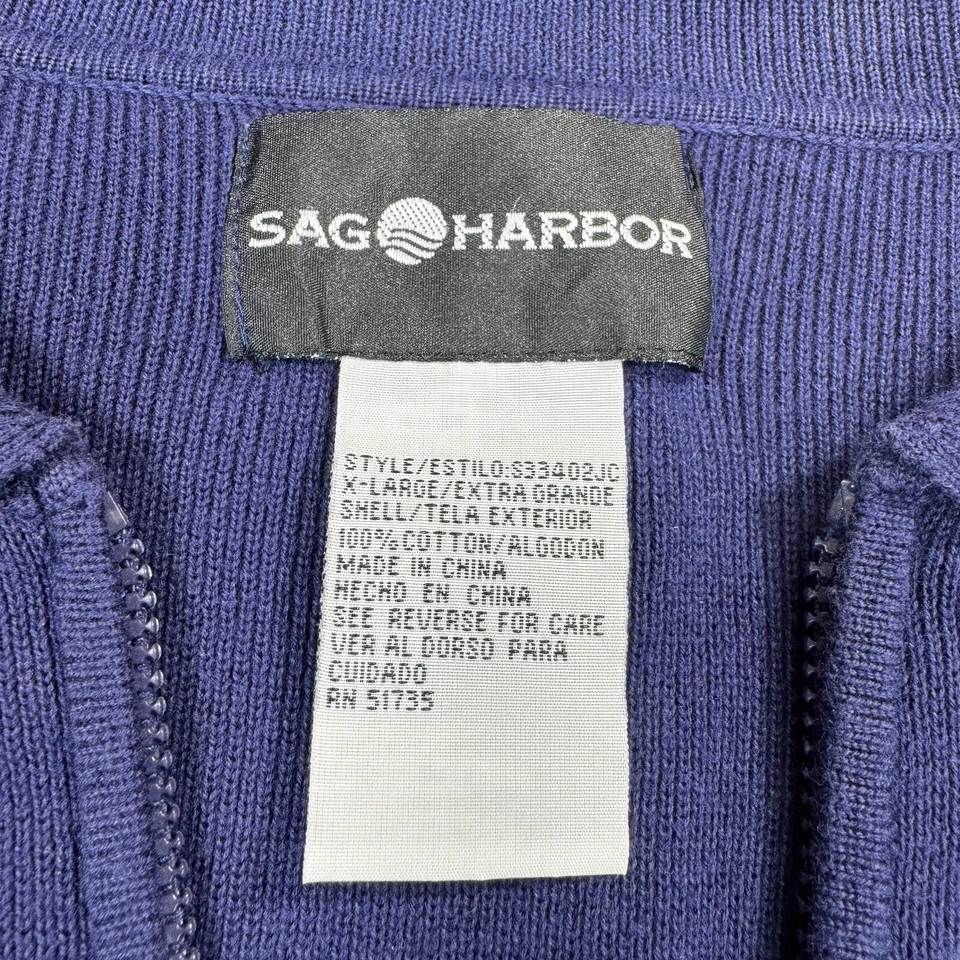 SAG HARBOR
STYLE/ESTILO:S33402JC
X-LARGE/EXTRA GRANDE
SHELL/TELA EXTERIOR
100% COTTON/ALGODON
MADE IN CHINA
HECHO EN CHINA
SEE REVERSE FOR CARE
VER AL DORSO PARA
CUIDADO
RN 51735